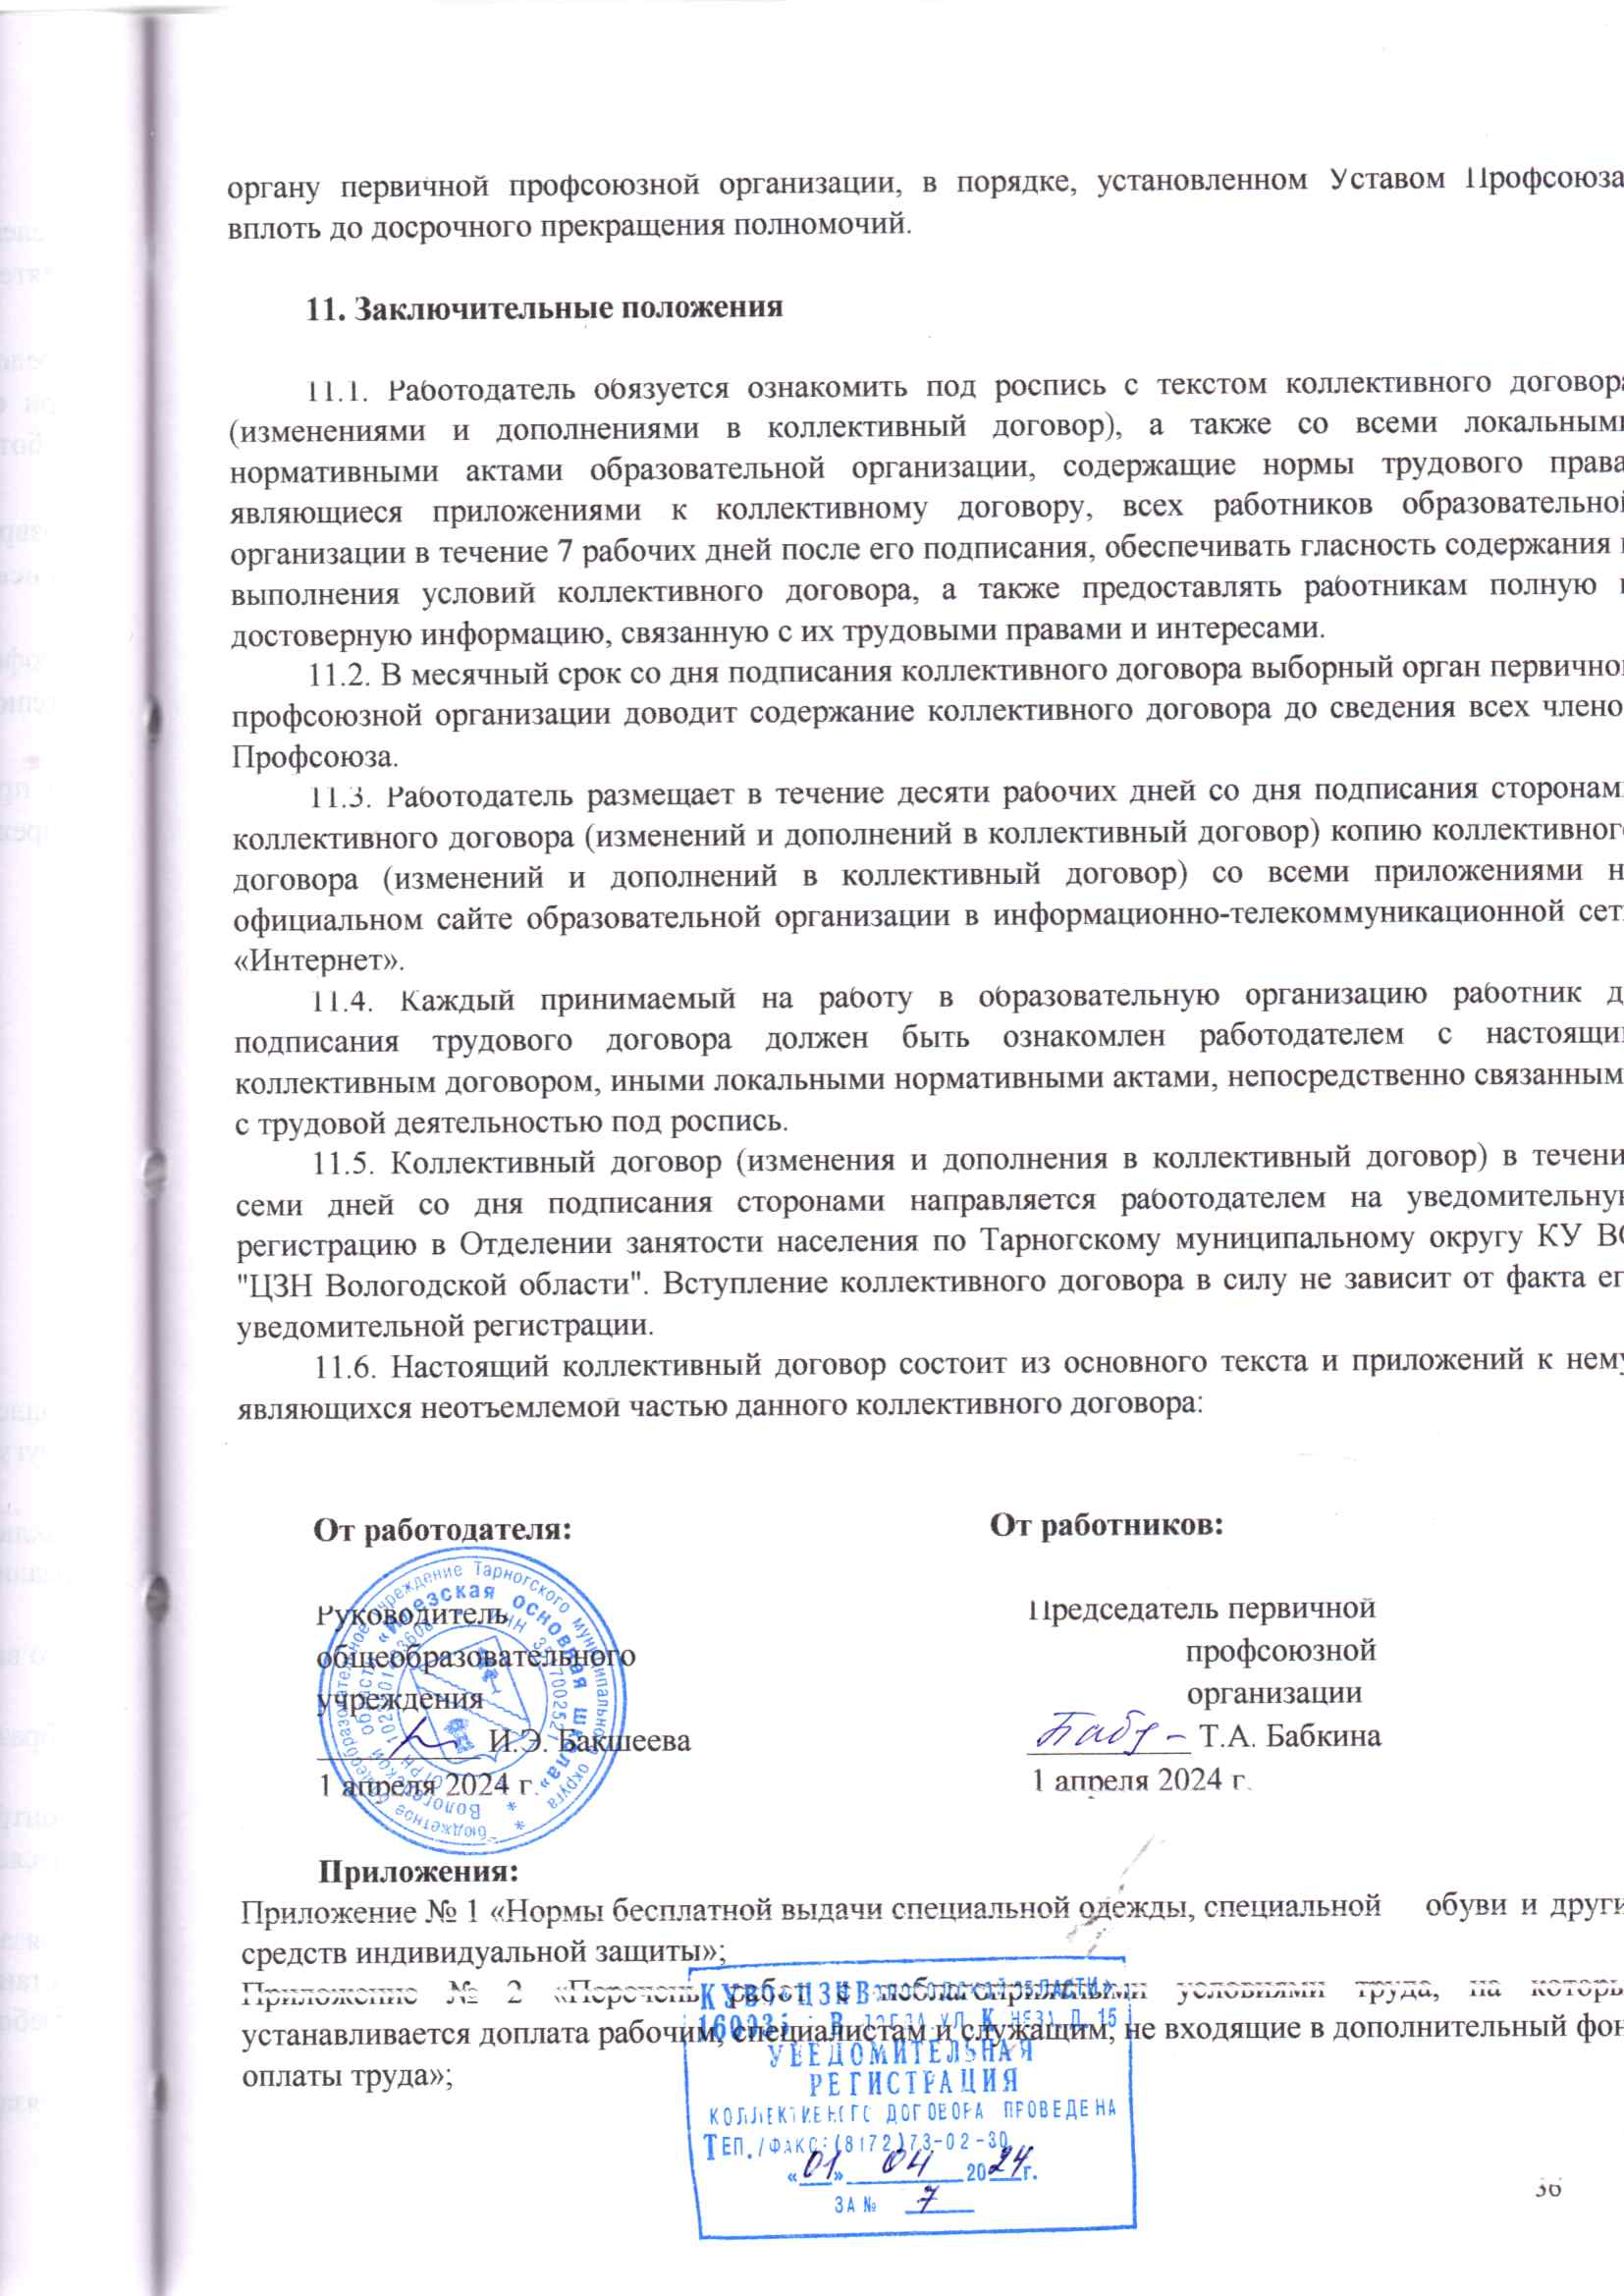 органу первичной профсоюзной организации, в порядке, установленном Уставом Профсоюза
вплоть до досрочного прекращения полномочий.
11. Заключительные положения
11.1. Работодатель обязуется ознакомить под роспись с текстом коллективного договора
(изменениями и дополнениями в коллективный договор), а также со всеми локальными
нормативными актами образовательной организации, содержащие нормы трудового права
являющиеся приложениями к коллективному договору, всех работников образовательной
организации в течение 7 рабочих дней после его подписания, обеспечивать гласность содержания и
выполнения условий коллективного договора, а также предоставлять работникам полную и
достоверную информацию, связанную с их трудовыми правами и интересами.
11.2. В месячный срок со дня подписания коллективного договора выборный орган первичной
профсоюзной организации доводит содержание коллективного договора до сведения всех члено
Профсоюза.
11.3. Работодатель размещает в течение десяти рабочих дней со дня подписания сторонам
коллективного договора (изменений и дополнений в коллективный договор) копию коллективног
договора (изменений и дополнений в коллективный договор) со всеми приложениями н
официальном сайте образовательной организации в информационно-телекоммуникационной сет
«Интернет».
11.4. Каждый принимаемый на работу в образовательную организацию работник д
подписания трудового договора должен быть ознакомлен работодателем с настоящим
коллективным договором, иными локальными нормативными актами, непосредственно связанным
с трудовой деятельностью под роспись.
11.5. Коллективный договор (изменения и дополнения в коллективный договор) в течени
семи дней со дня подписания сторонами направляется работодателем на уведомительную
регистрацию в Отделении занятости населения по Тарногскому муниципальному округу КУ ВО
"ЦЗН Вологодской области". Вступление коллективного договора в силу не зависит от факта ег
уведомительной регистрации.
11.6. Настоящий коллективный договор состоит из основного текста и приложений к нему
являющихся неотъемлемой частью данного коллективного договора:
От работодателя:
От работников:
Руководитель
общеобразовательного
учреждения
И.Э. Бакшеева
1 апреля 2024 г.
Председатель первичной
профсоюзной
организации
Т.А. Бабкина
1 апреля 2024 г.
Приложения:
Приложение № 1 «Нормы бесплатной выдачи специальной одежды, специальной обуви и други
средств индивидуальной защиты»;
Приложение № 2 «Перечень работ с неблагоприятными условиями труда, на которы
устанавливается доплата рабочим, специалистам и служащим, не входящие в дополнительный фон
оплаты труда»;
УВЕДОМИТЕЛЬНАЯ
РЕГИСТРАЦИЯ
КОЛЛЕКТИВНОГО ДОГОВОРА ПРОВЕДЕНА
ТЕЛ./ФАКС:(8172)73-02-30
«01» 04 2024 г.
ЗА № 7
36